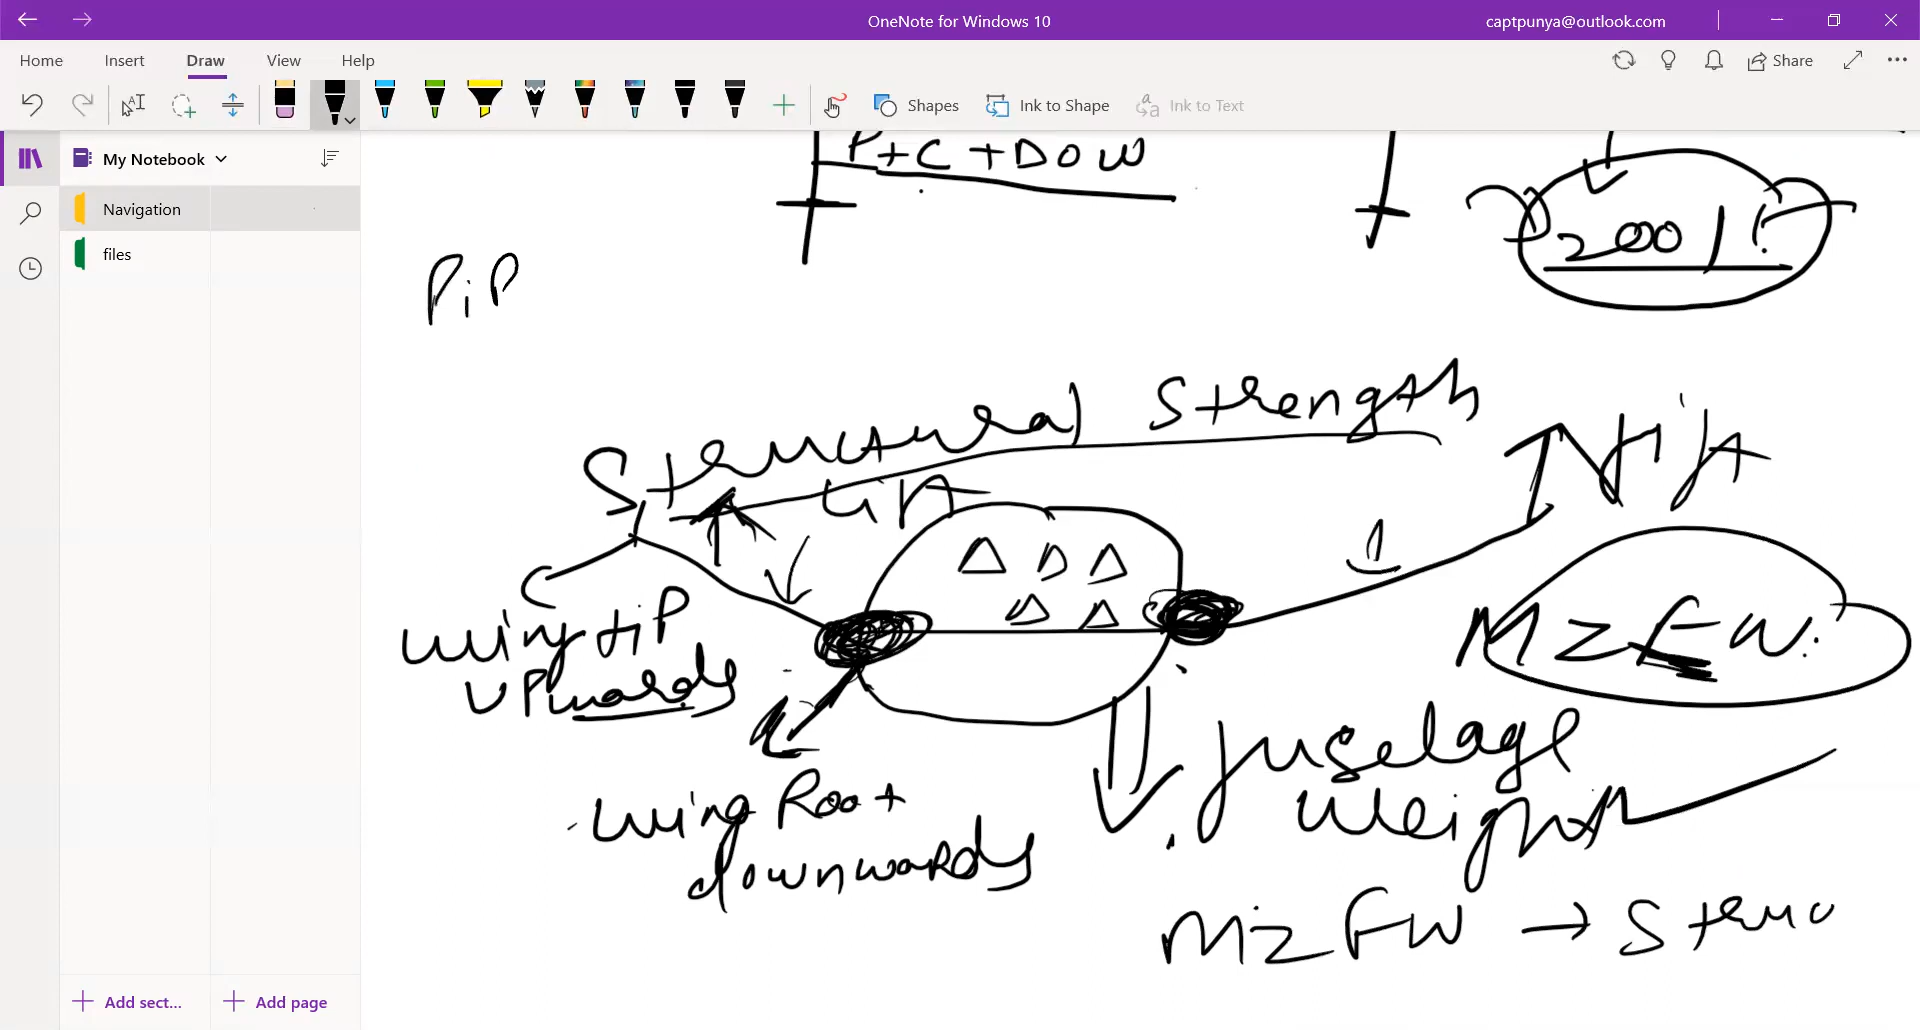 OneNote for Windows 10
captpunya@outlook.com
Home
Insert
Draw
View
Help
Share
Shapes
Ink to Shape
Ink to Text
My Notebook
Navigation
files
P+C+DOW
2001
PiP
Structural Strength
Lift
Lift
wing tiP
UPwards
MZFW
fuselage
weight
wing Root
downwards
MZFW → Struc
Add sect...
Add page